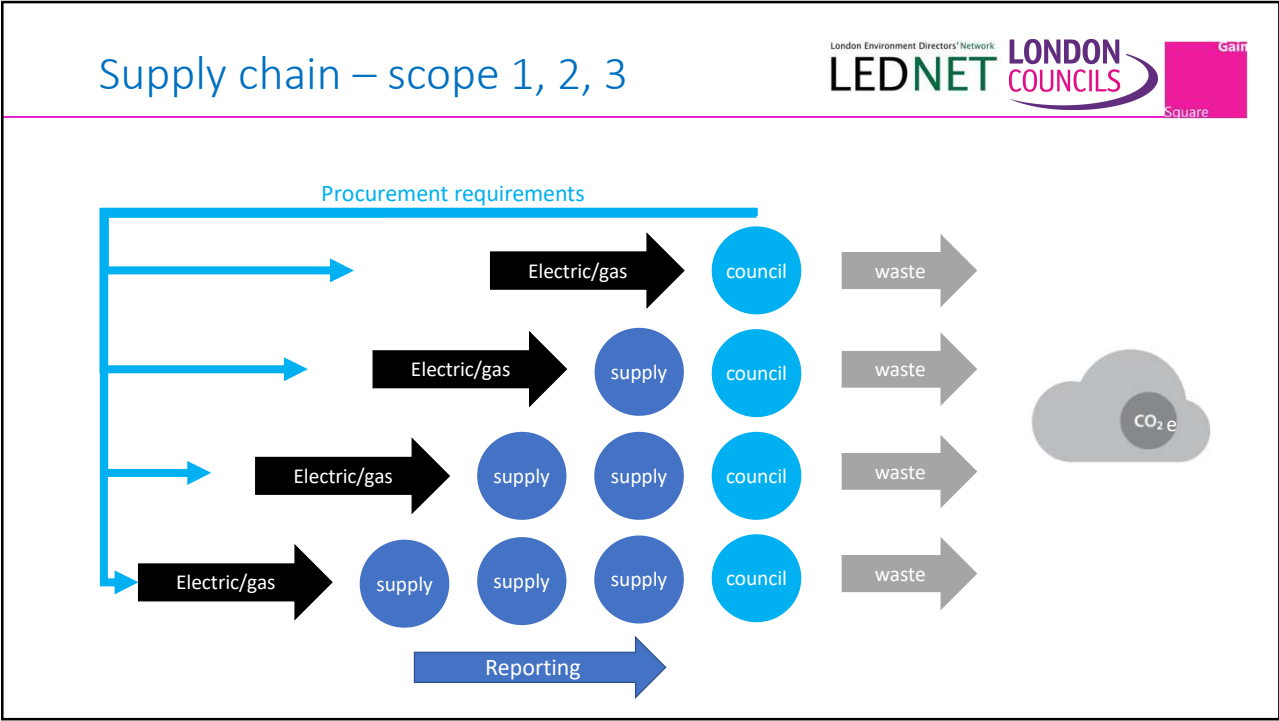 Supply chain – scope 1, 2, 3
London Environment Directors' Network
LEDNET
LONDON
COUNCILS
Gain
Square
Procurement requirements
Electric/gas
council
waste
Electric/gas
supply
council
waste
CO₂ e
Electric/gas
supply
supply
council
waste
Electric/gas
supply
supply
supply
council
waste
Reporting